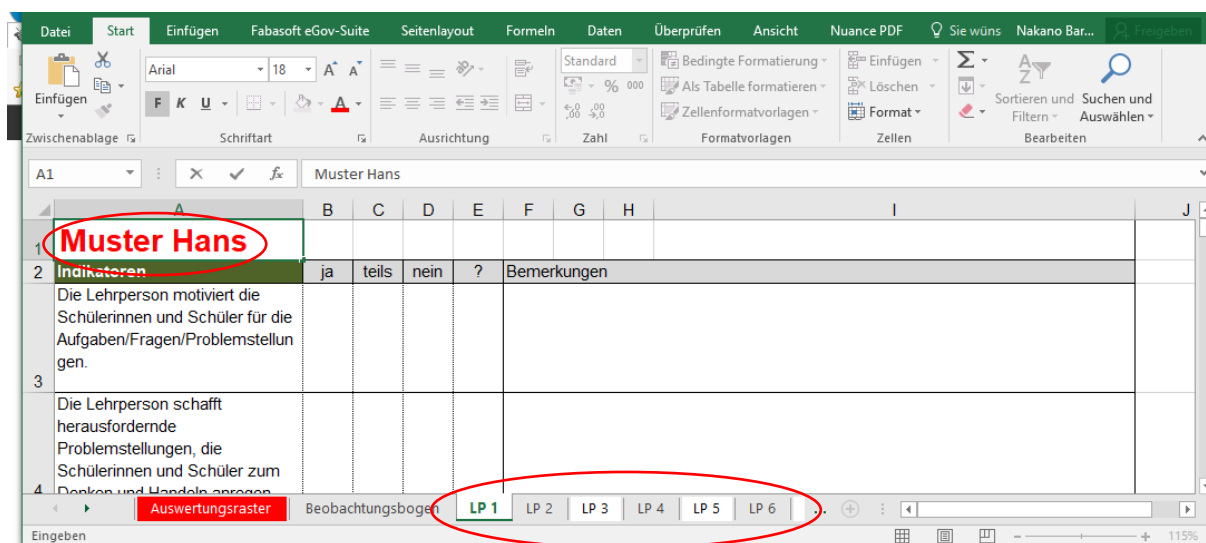 Datei Start Einfügen Fabasoft eGov-Suite Seitenlayout Formeln Daten Überprüfen Ansicht Nuance PDF Sie wüns Nakano Bar... Freigeben
Einfügen
Arial 18 A A
F K U A
Standard
% 000
Bedingte Formatierung
Als Tabelle formatieren
Zellenformatvorlagen
Einfügen
Löschen
Format
Sortieren und Filtern
Suchen und Auswählen
Zwischenablage Schriftart Ausrichtung Zahl Formatvorlagen Zellen Bearbeiten
A1 fx Muster Hans
A B C D E F G H I J
1 Muster Hans
2 Indikatoren ja teils nein ? Bemerkungen
Die Lehrperson motiviert die
Schülerinnen und Schüler für die
Aufgaben/Fragen/Problemstellun
gen.
3
Die Lehrperson schafft
herausfordernde
Problemstellungen, die
Schülerinnen und Schüler zum
4 Denken und Handeln anregen
Auswertungsraster Beobachtungsbogen LP 1 LP 2 LP 3 LP 4 LP 5 LP 6 ...
Eingeben 115%